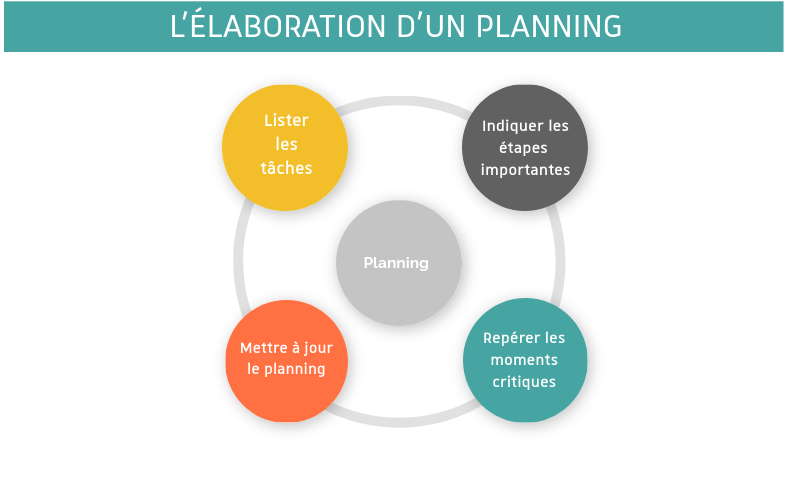 L'ÉLABORATION D'UN PLANNING
Lister
les
tâches
Indiquer les
étapes
importantes
Planning
Mettre à jour
le planning
Repérer les
moments
critiques